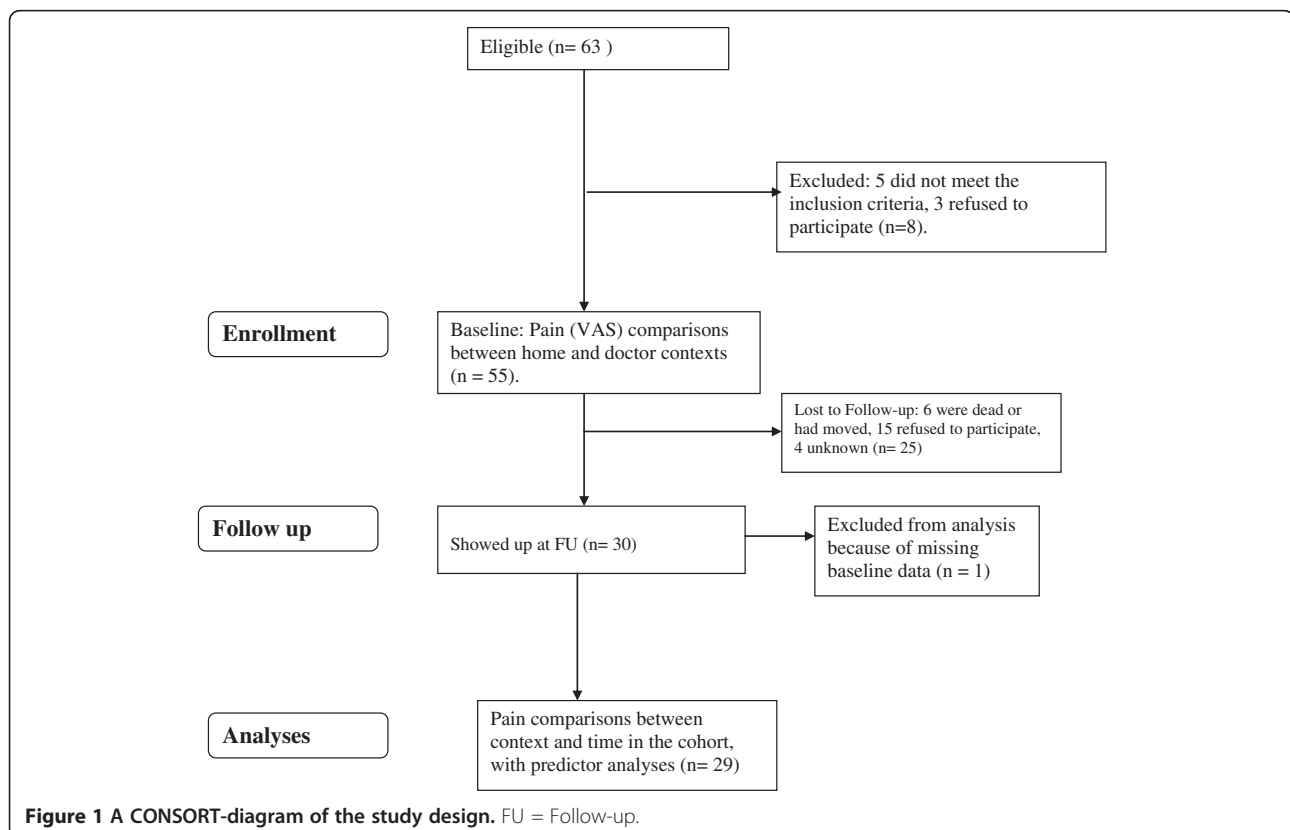 Eligible (n= 63 )
Excluded: 5 did not meet the
inclusion criteria, 3 refused to
participate (n=8).
Enrollment
Baseline: Pain (VAS) comparisons
between home and doctor contexts
(n = 55).
Lost to Follow-up: 6 were dead or
had moved, 15 refused to participate,
4 unknown (n= 25)
Follow up
Showed up at FU (n= 30)
Excluded from analysis
because of missing
baseline data (n = 1)
Analyses
Pain comparisons between
context and time in the cohort,
with predictor analyses (n= 29)
Figure 1 A CONSORT-diagram of the study design. FU = Follow-up.